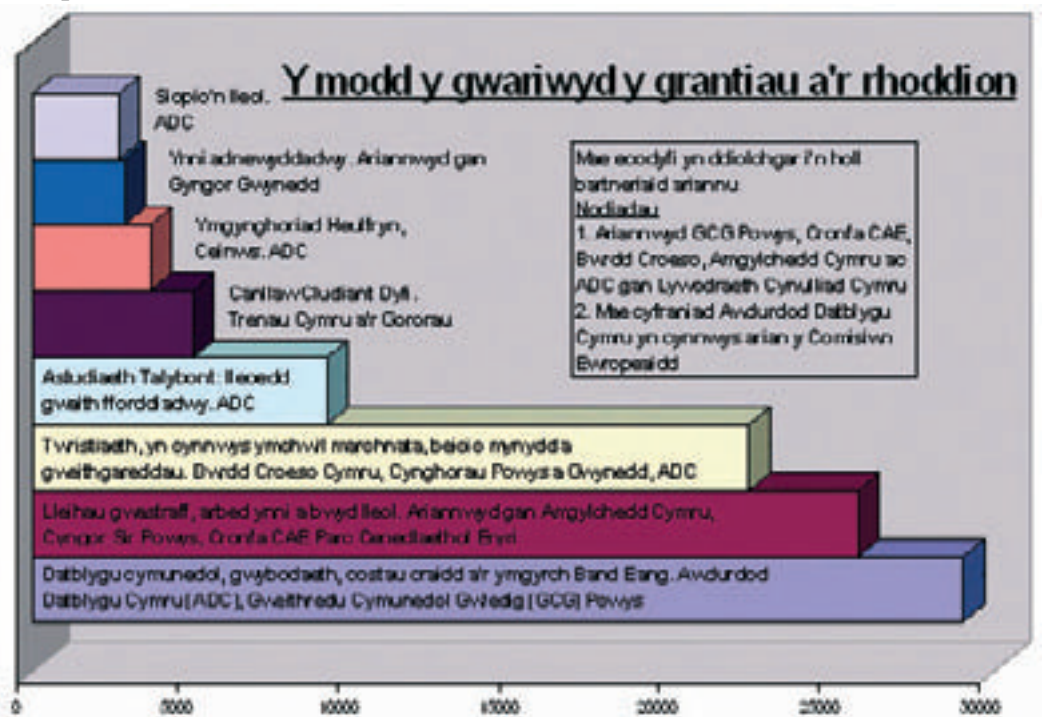 Y modd y gwariwyd y grantiau a'r rhoddion
Siopio'n lleol.
ADC
Ynni adnewyddadwy. Ariannwyd gan
Gyngor Gwynedd
Ymgynghoriad Heulfryn,
Ceinws. ADC
Canllaw Cludiant Dyfi.
Trenau Cymru a'r Gororau
Astudiaeth Talybont: lleoedd
gwaith fforddiadwy. ADC
Twristiaeth, yn cynnwys ymchwil marchnata, beicio mynydd a
gweithgareddau. Bwrdd Croeso Cymru, Cynghorau Powys a Gwynedd, ADC
Lleihau gwastraff, arbed ynni a bwyd lleol. Ariannwyd gan Amgylchedd Cymru,
Cyngor Sir Powys, Cronfa CAE Parc Cenedlaethol Eryri
Datblygu cymunedol, gwybodaeth, costau craidd a'r ymgyrch Band Eang. Awdurdod
Datblygu Cymru [ADC], Gweithredu Cymunedol Gwledig [GCG] Powys
Mae ecodyfi yn ddiolchgar i'n holl
bartneriaid ariannu
Nodiadau
1. Ariannwyd GCG Powys, Cronfa CAE,
Bwrdd Croeso, Amgylchedd Cymru ac
ADC gan Lywodraeth Cynulliad Cymru
2. Mae cyfraniad Awdurdod Datblygu
Cymru yn cynnwys arian y Comisiwn
Ewropeaidd
0 5000 10000 15000 20000 25000 30000